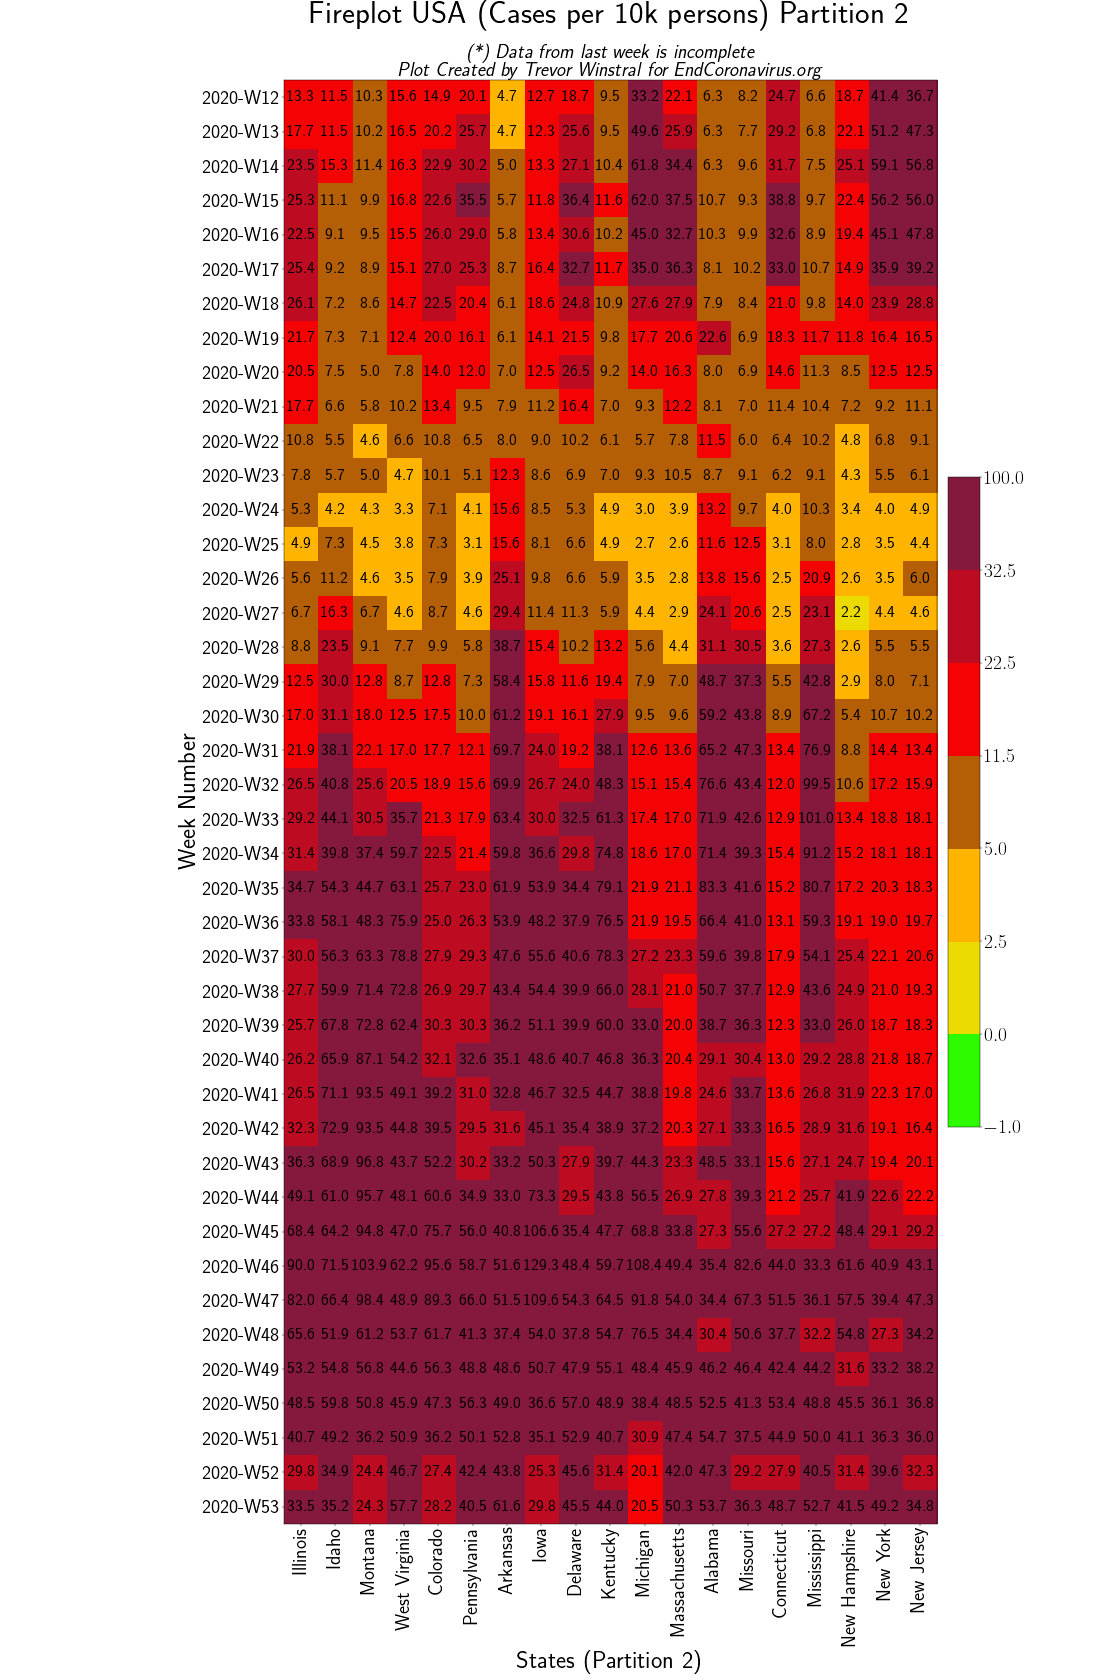 Fireplot USA (Cases per 10k persons) Partition 2
(*) Data from last week is incomplete
Plot Created by Trevor Winstral for EndCoronavirus.org
2020-W12 13.3 11.5 10.3 15.6 14.9 20.1 4.7 12.7 18.7 9.5 33.2 22.1 6.3 8.2 24.7 6.6 18.7 41.4 36.7
2020-W13 17.7 11.5 10.2 16.5 20.2 25.7 4.7 12.3 25.6 9.5 49.6 25.9 6.3 7.7 29.2 6.8 22.1 51.2 47.3
2020-W14 23.5 15.3 11.4 16.3 22.9 30.2 5.0 13.3 27.1 10.4 61.8 34.4 6.3 9.6 31.7 7.5 25.1 59.1 56.8
2020-W15 25.3 11.1 9.9 16.8 22.6 35.5 5.7 11.8 36.4 11.6 62.0 37.5 10.7 9.3 38.8 9.7 22.4 56.2 56.0
2020-W16 22.5 9.1 9.5 15.5 26.0 29.0 5.8 13.4 30.6 10.2 45.0 32.7 10.3 9.9 32.6 8.9 19.4 45.1 47.8
2020-W17 25.4 9.2 8.9 15.1 27.0 25.3 8.7 16.4 32.7 11.7 35.0 36.3 8.1 10.2 33.0 10.7 14.9 35.9 39.2
2020-W18 26.1 7.2 8.6 14.7 22.5 20.4 6.1 18.6 24.8 10.9 27.6 27.9 7.9 8.4 21.0 9.8 14.0 23.9 28.8
2020-W19 21.7 7.3 7.1 12.4 20.0 16.1 6.1 14.1 21.5 9.8 17.7 20.6 22.6 6.9 18.3 11.7 11.8 16.4 16.5
2020-W20 20.5 7.5 5.0 7.8 14.0 12.0 7.0 12.5 26.5 9.2 14.0 16.3 8.0 6.9 14.6 11.3 8.5 12.5 12.5
2020-W21 17.7 6.6 5.8 10.2 13.4 9.5 7.9 11.2 16.4 7.0 9.3 12.2 8.1 7.0 11.4 10.4 7.2 9.2 11.1
2020-W22 10.8 5.5 4.6 6.6 10.8 6.5 8.0 9.0 10.2 6.1 5.7 7.8 11.5 6.0 6.4 10.2 4.8 6.8 9.1
2020-W23 7.8 5.7 5.0 4.7 10.1 5.1 12.3 8.6 6.9 7.0 9.3 10.5 8.7 9.1 6.2 9.1 4.3 5.5 6.1
2020-W24 5.3 4.2 4.3 3.3 7.1 4.1 15.6 8.5 5.3 4.9 3.0 3.9 13.2 9.7 4.0 10.3 3.4 4.0 4.9
2020-W25 4.9 7.3 4.5 3.8 7.3 3.1 15.6 8.1 6.6 4.9 2.7 2.6 11.6 12.5 3.1 8.0 2.8 3.5 4.4
2020-W26 5.6 11.2 4.6 3.5 7.9 3.9 25.1 9.8 6.6 5.9 3.5 2.8 13.8 15.6 2.5 20.9 2.6 3.5 6.0
2020-W27 6.7 16.3 6.7 4.6 8.7 4.6 29.4 11.4 11.3 5.9 4.4 2.9 24.1 20.6 2.5 23.1 2.2 4.4 4.6
2020-W28 8.8 23.5 9.1 7.7 9.9 5.8 38.7 15.4 10.2 13.2 5.6 4.4 31.1 30.5 3.6 27.3 2.6 5.5 5.5
2020-W29 12.5 30.0 12.8 8.7 12.8 7.3 58.4 15.8 11.6 19.4 7.9 7.0 48.7 37.3 5.5 42.8 2.9 8.0 7.1
2020-W30 17.0 31.1 18.0 12.5 17.5 10.0 61.2 19.1 16.1 27.9 9.5 9.6 59.2 43.8 8.9 67.2 5.4 10.7 10.2
2020-W31 21.9 38.1 22.1 17.0 17.7 12.1 69.7 24.0 19.2 38.1 12.6 13.6 65.2 47.3 13.4 76.9 8.8 14.4 13.4
2020-W32 26.5 40.8 25.6 20.5 18.9 15.6 69.9 26.7 24.0 48.3 15.1 15.4 76.6 43.4 12.0 99.5 10.6 17.2 15.9
2020-W33 29.2 44.1 30.5 35.7 21.3 17.9 63.4 30.0 32.5 61.3 17.4 17.0 71.9 42.6 12.9 101.0 13.4 18.8 18.1
2020-W34 31.4 39.8 37.4 59.7 22.5 21.4 59.8 36.6 29.8 74.8 18.6 17.0 71.4 39.3 15.4 91.2 15.2 18.1 18.1
2020-W35 34.7 54.3 44.7 63.1 25.7 23.0 61.9 53.9 34.4 79.1 21.9 21.1 83.3 41.6 15.2 80.7 17.2 20.3 18.3
2020-W36 33.8 58.1 48.3 75.9 25.0 26.3 53.9 48.2 37.9 76.5 21.9 19.5 66.4 41.0 13.1 59.3 19.1 19.0 19.7
2020-W37 30.0 56.3 63.3 78.8 27.9 29.3 47.6 55.6 40.6 78.3 27.2 23.3 59.6 39.8 17.9 54.1 25.4 22.1 20.6
2020-W38 27.7 59.9 71.4 72.8 26.9 29.7 43.4 54.4 39.9 66.0 28.1 21.0 50.7 37.7 12.9 43.6 24.9 21.0 19.3
2020-W39 25.7 67.8 72.8 62.4 30.3 30.3 36.2 51.1 39.9 60.0 33.0 20.0 38.7 36.3 12.3 33.0 26.0 18.7 18.3
2020-W40 26.2 65.9 87.1 54.2 32.1 32.6 35.1 48.6 40.7 46.8 36.3 20.4 29.1 30.4 13.0 29.2 28.8 21.8 18.7
2020-W41 26.5 71.1 93.5 49.1 39.2 31.0 32.8 46.7 32.5 44.7 38.8 19.8 24.6 33.7 13.6 26.8 31.9 22.3 17.0
2020-W42 32.3 72.9 93.5 44.8 39.5 29.5 31.6 45.1 35.4 38.9 37.2 20.3 27.1 33.3 16.5 28.9 31.6 19.1 16.4
2020-W43 36.3 68.9 96.8 43.7 52.2 30.2 33.2 50.3 27.9 39.7 44.3 23.3 48.5 33.1 15.6 27.1 24.7 19.4 20.1
2020-W44 49.1 61.0 95.7 48.1 60.6 34.9 33.0 73.3 29.5 43.8 56.5 26.9 27.8 39.3 21.2 25.7 41.9 22.6 22.2
2020-W45 68.4 64.2 94.8 47.0 75.7 56.0 40.8 106.6 35.4 47.7 68.8 33.8 27.3 55.6 27.2 27.2 48.4 29.1 29.2
2020-W46 90.0 71.5 103.9 62.2 95.6 58.7 51.6 129.3 48.4 59.7 108.4 49.4 35.4 82.6 44.0 33.3 61.6 40.9 43.1
2020-W47 82.0 66.4 98.4 48.9 89.3 66.0 51.5 109.6 54.3 64.5 91.8 54.0 34.4 67.3 51.5 36.1 57.5 39.4 47.3
2020-W48 65.6 51.9 61.2 53.7 61.7 41.3 37.4 54.0 37.8 54.7 76.5 34.4 30.4 50.6 37.7 32.2 54.8 27.3 34.2
2020-W49 53.2 54.8 56.8 44.6 56.3 48.8 48.6 50.7 47.9 55.1 48.4 45.9 46.2 46.4 42.4 44.2 31.6 33.2 38.2
2020-W50 48.5 59.8 50.8 45.9 47.3 56.3 49.0 36.6 57.0 48.9 38.4 48.5 52.5 41.3 53.4 48.8 45.5 36.1 36.8
2020-W51 40.7 49.2 36.2 50.9 36.2 50.1 52.8 35.1 52.9 40.7 30.9 47.4 54.7 37.5 44.9 50.0 41.1 36.3 36.0
2020-W52 29.8 34.9 24.4 46.7 27.4 42.4 43.8 25.3 45.6 31.4 20.1 42.0 47.3 29.2 27.9 40.5 31.4 39.6 32.3
2020-W53 33.5 35.2 24.3 57.7 28.2 40.5 61.6 29.8 45.5 44.0 20.5 50.3 53.7 36.3 48.7 52.7 41.5 49.2 34.8
Week Number
Illinois
Idaho
Montana
West Virginia
Colorado
Pennsylvania
Arkansas
Iowa
Delaware
Kentucky
Michigan
Massachusetts
Alabama
Missouri
Connecticut
Mississippi
New Hampshire
New York
New Jersey
States (Partition 2)
100.0
32.5
22.5
11.5
5.0
2.5
0.0
−1.0